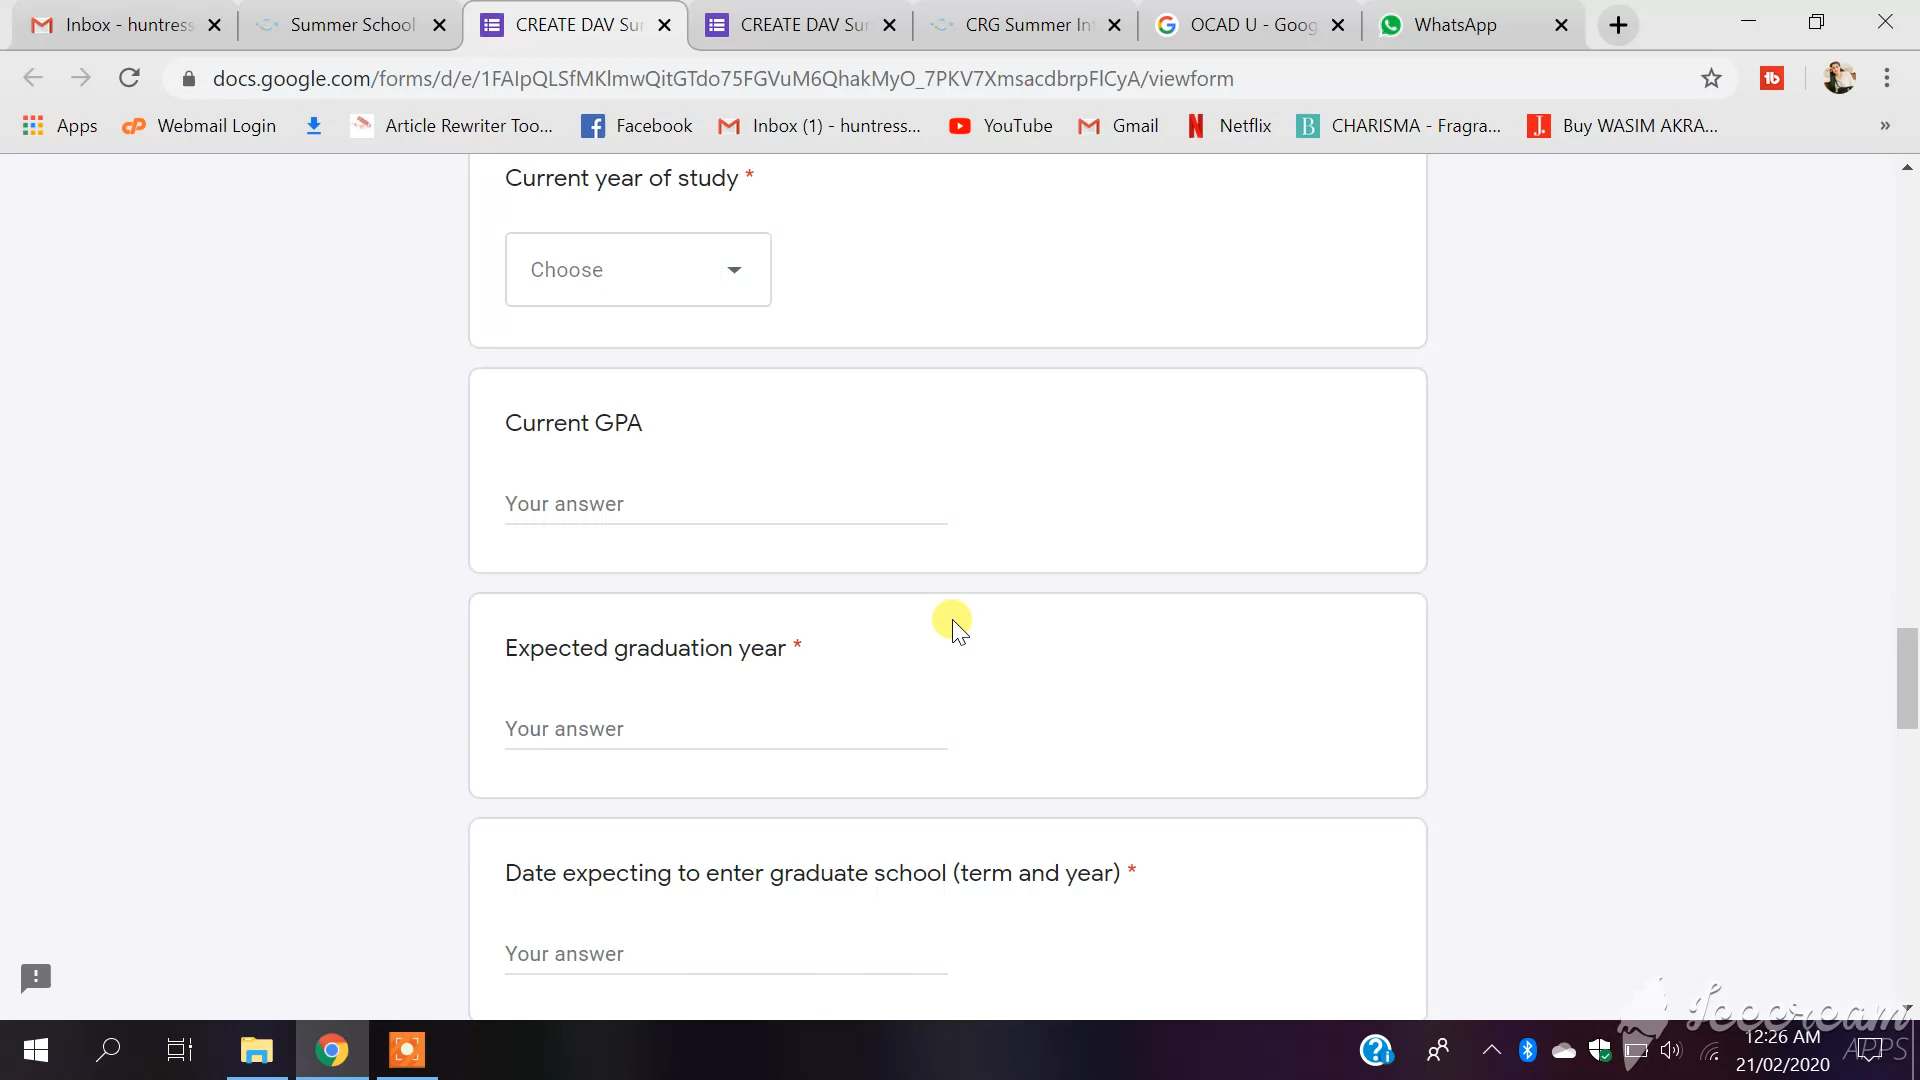 Inbox - huntress
Summer School
CREATE DAV Sur
CREATE DAV Sur
CRG Summer Int
OCAD U - Goog
WhatsApp
docs.google.com/forms/d/e/1FAIpQLSfMKlmwQitGTdo75FGVuM6QhakMyO_7PKV7XmsacdbrpFlCyA/viewform
Apps
Webmail Login
Article Rewriter Too...
Facebook
Inbox (1) - huntress...
YouTube
Gmail
Netflix
CHARISMA - Fragra...
Buy WASIM AKRA...
»
Current year of study *
Choose
Current GPA
Your answer
Expected graduation year *
Your answer
Date expecting to enter graduate school (term and year) *
Your answer
Icecream
APPS
12:26 AM
21/02/2020